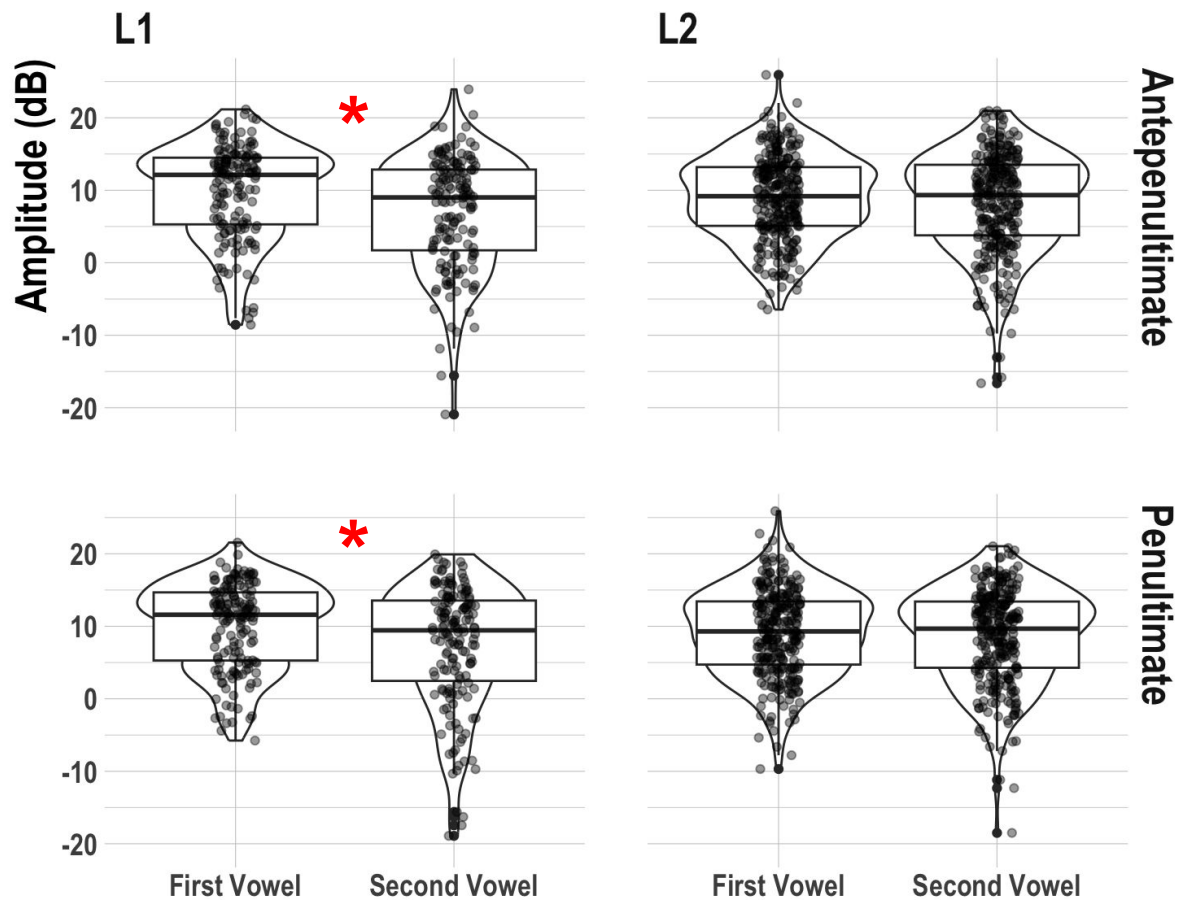 L1
L2
Amplitude (dB)
20
10
0
-10
-20
*
Antepenultimate
20
10
0
-10
-20
*
Penultimate
First Vowel
Second Vowel
First Vowel
Second Vowel